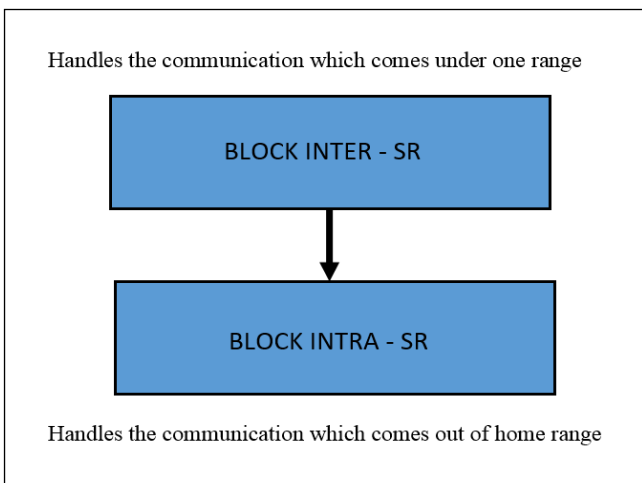 Handles the communication which comes under one range
BLOCK INTER - SR
BLOCK INTRA - SR
Handles the communication which comes out of home range